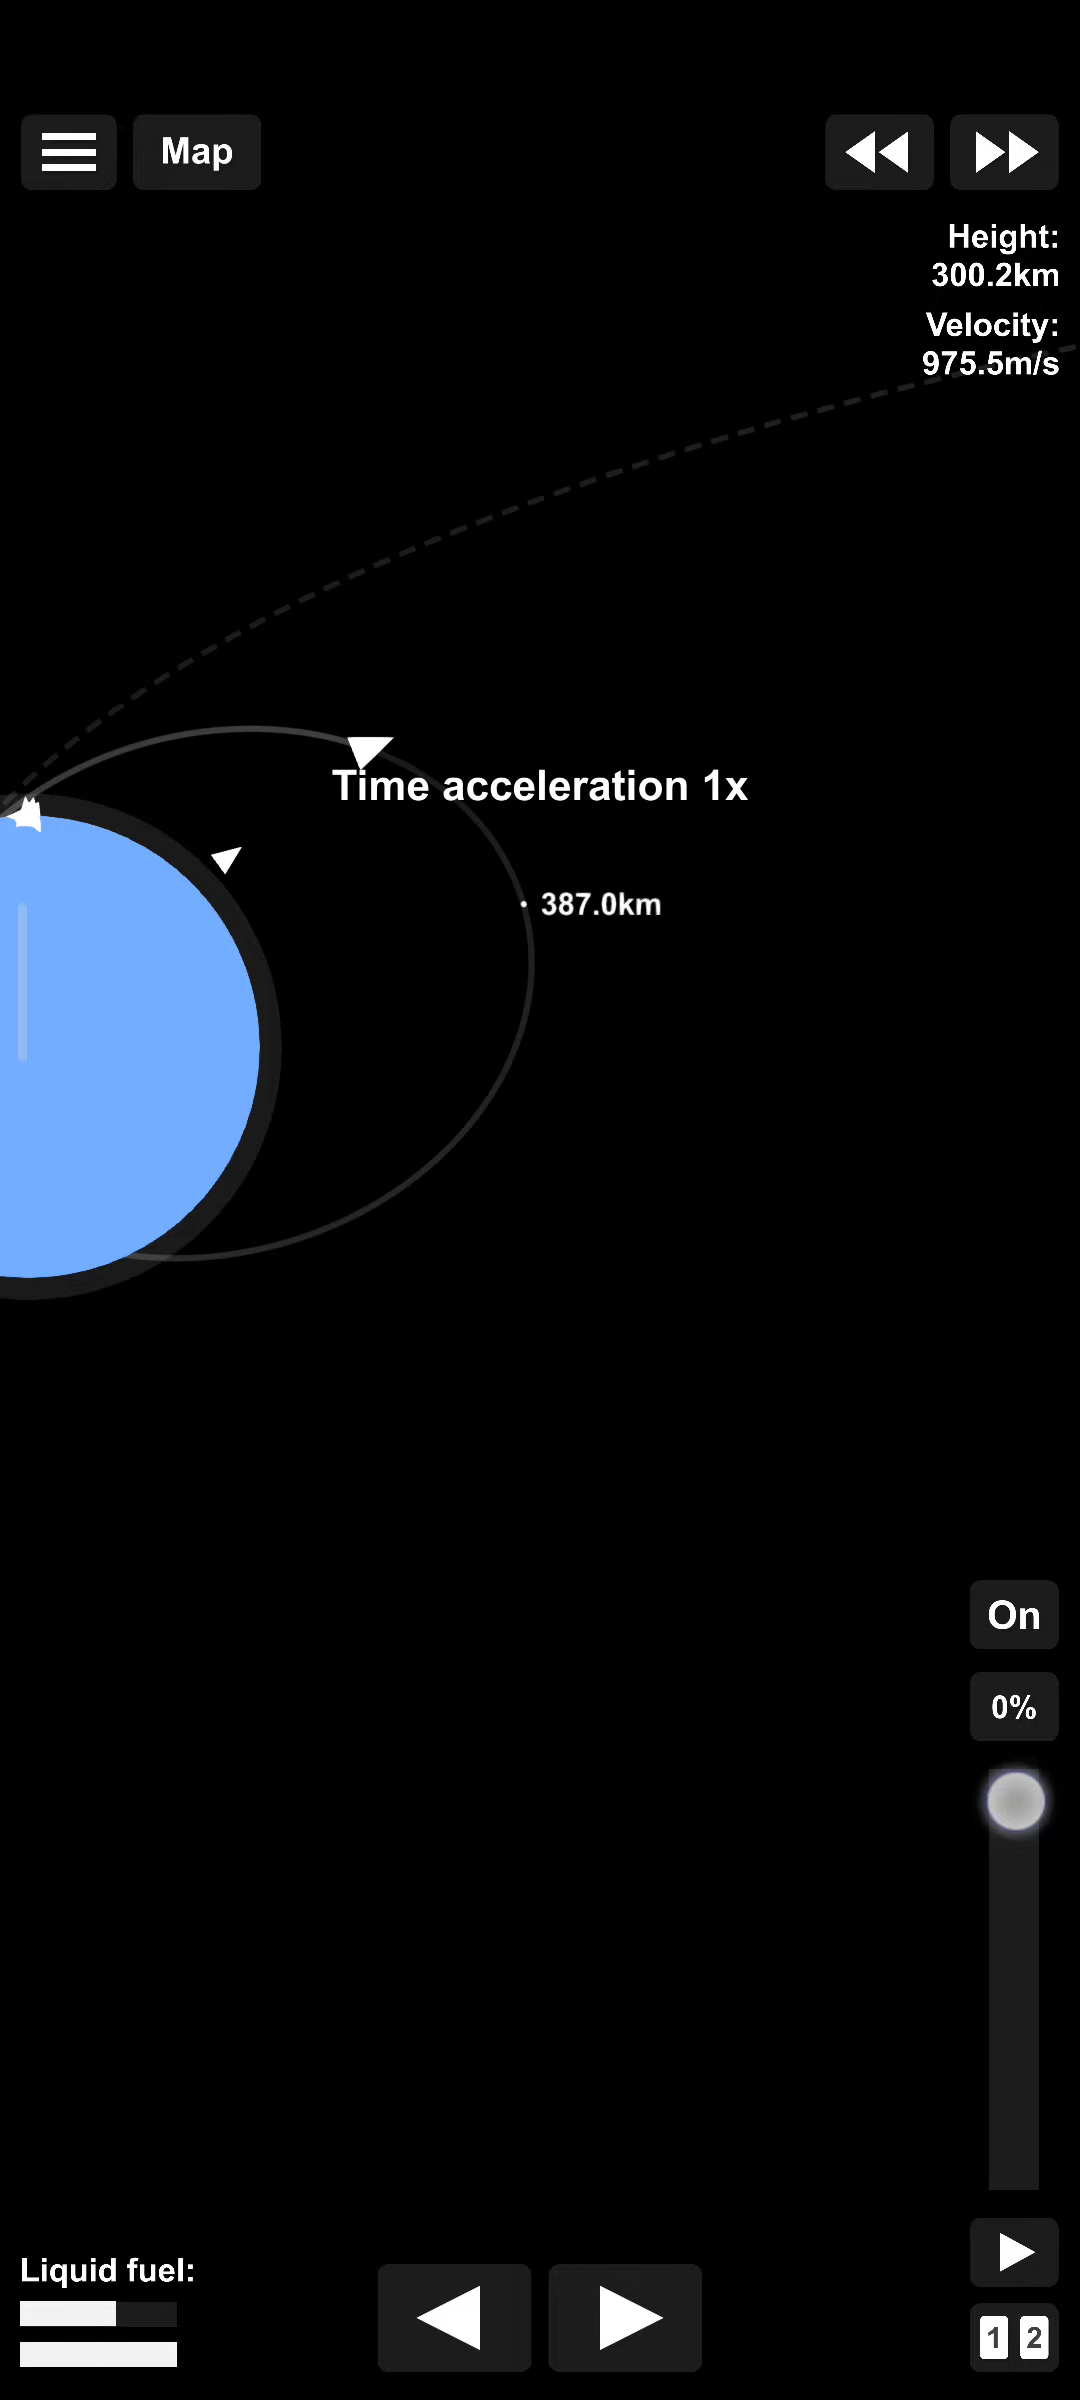 Map
Height:
300.2km
Velocity:
975.5m/s
Time acceleration 1x
387.0km
On
0%
Liquid fuel:
1 2